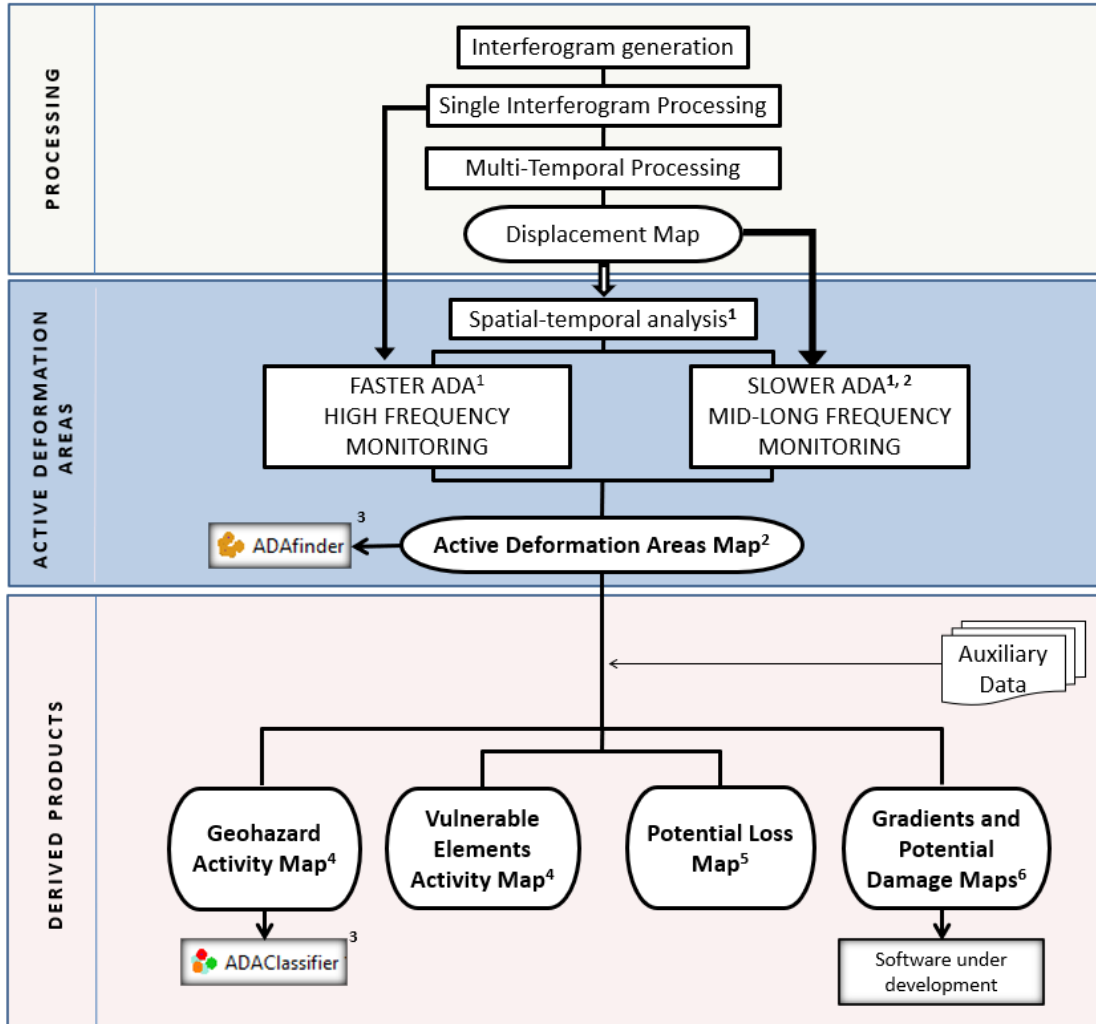 PROCESSING
Interferogram generation
Single Interferogram Processing
Multi-Temporal Processing
Displacement Map
ACTIVE DEFORMATION
AREAS
Spatial-temporal analysis¹
FASTER ADA¹
HIGH FREQUENCY
MONITORING
SLOWER ADA¹, ²
MID-LONG FREQUENCY
MONITORING
ADAfinder ³
Active Deformation Areas Map²
DERIVED PRODUCTS
Auxiliary
Data
Geohazard
Activity Map⁴
Vulnerable
Elements
Activity Map⁴
Potential Loss
Map⁵
Gradients and
Potential
Damage Maps⁶
ADAClassifier ³
Software under
development